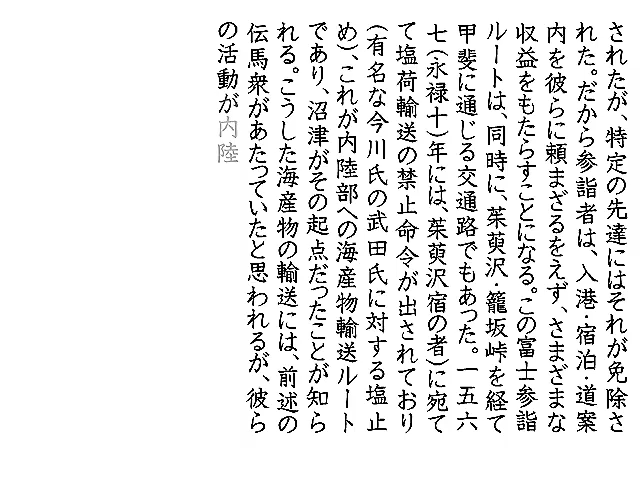 されたが、特定の先達にはそれが免除さ
れた。だから参詣者は、入港・宿泊・道案
内を彼らに頼まざるをえず、さまざまな
収益をもたらすことになる。この富士参詣
ルートは、同時に、茱萸沢・籠坂峠を経て
甲斐に通じる交通路でもあった。一五六
七(永禄十)年には、茱萸沢宿の者)に宛て
て塩荷輸送の禁止命令が出されており
(有名な今川氏の武田氏に対する塩止
め)、これが内陸部への海産物輸送ルート
であり、沼津がその起点だったことが知ら
れる。こうした海産物の輸送には、前述の
伝馬衆があたっていたと思われるが、彼ら
の活動が内陸